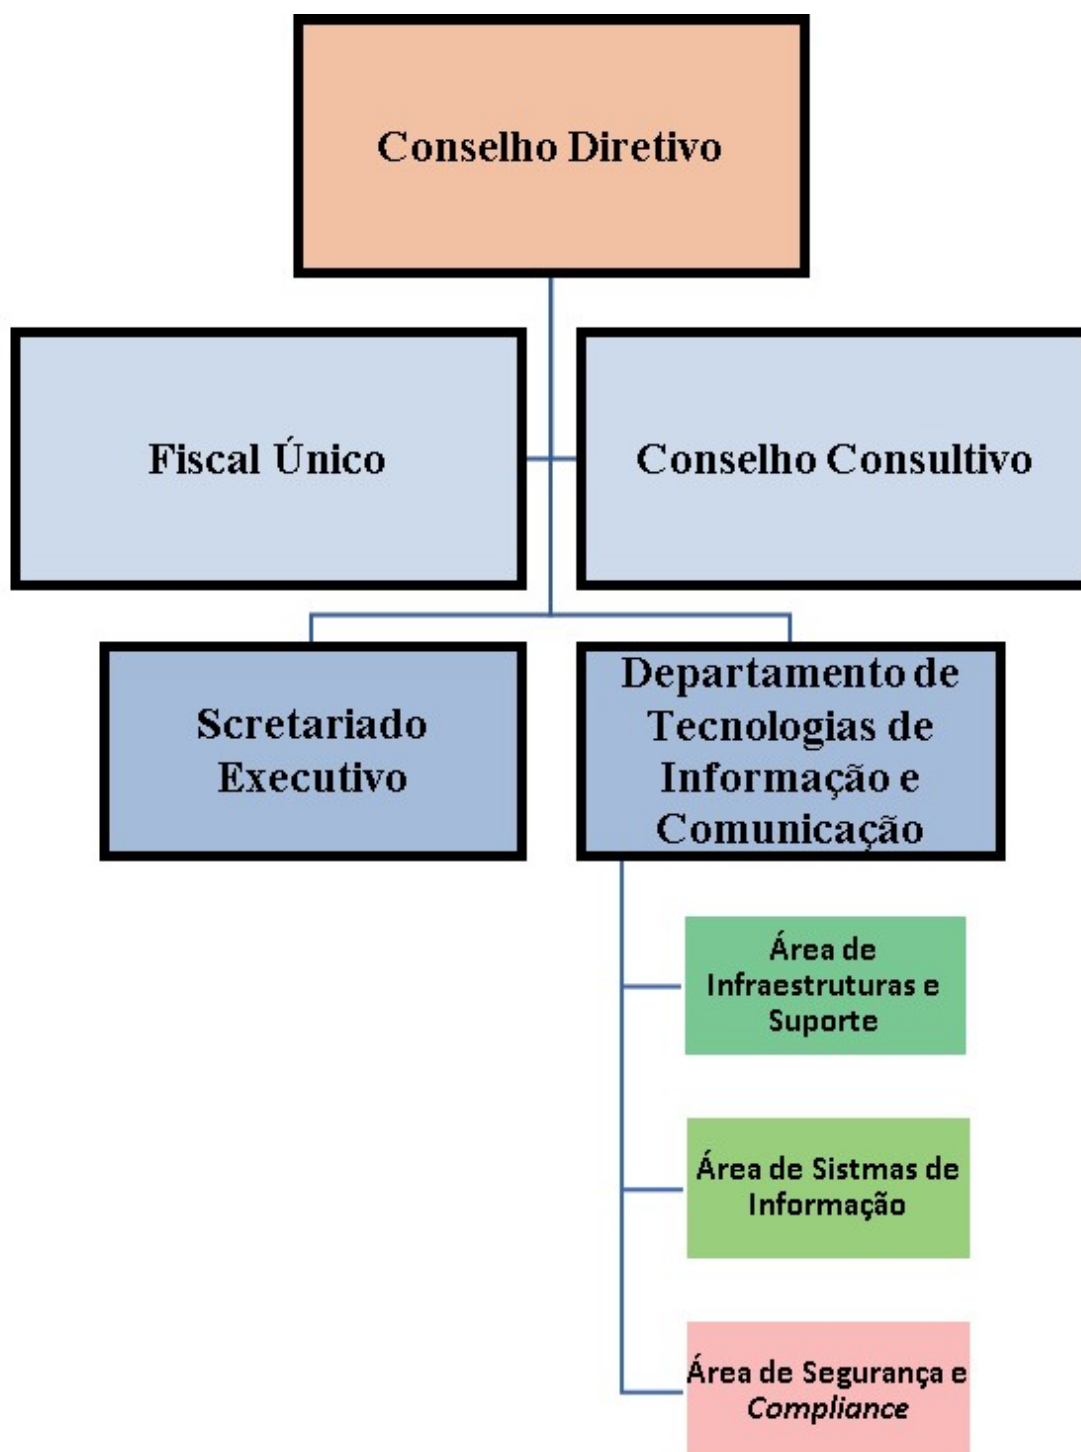 Conselho Diretivo
Fiscal Único
Conselho Consultivo
Scretariado
Executivo
Departamento de
Tecnologias de
Informação e
Comunicação
Área de
Infraestruturas e
Suporte
Área de Sistmas de
Informação
Área de Segurança e
Compliance